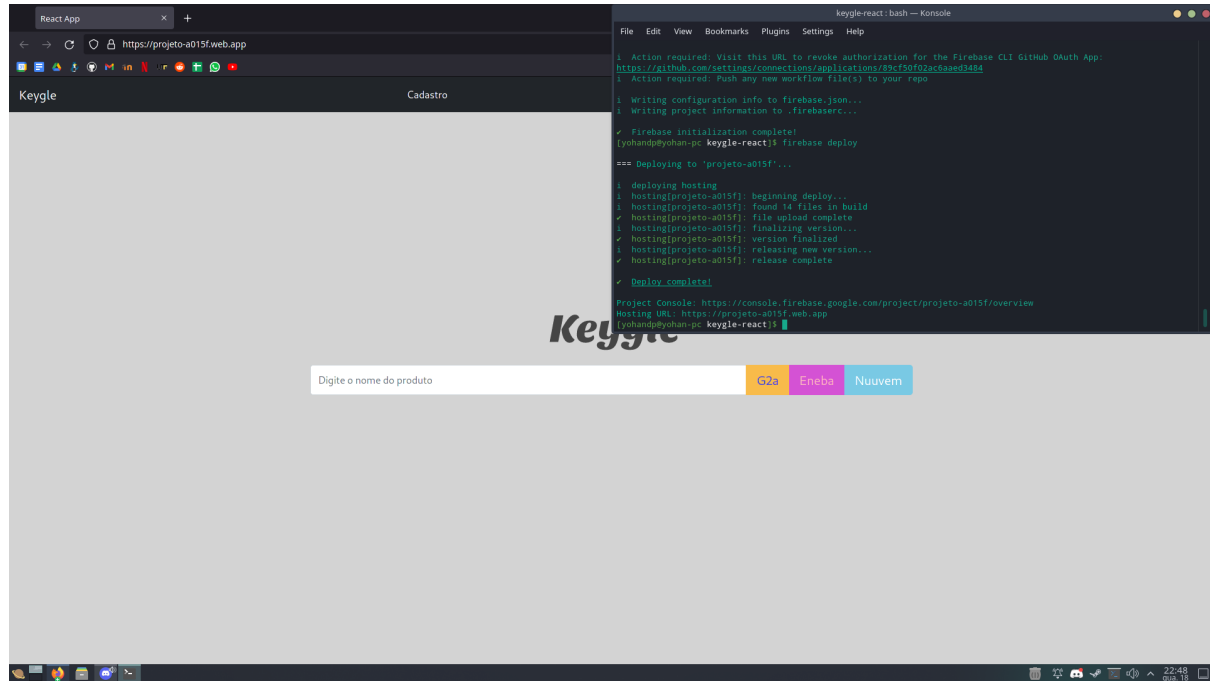 React App
keygle-react : bash — Konsole
File Edit View Bookmarks Plugins Settings Help
https://projeto-a015f.web.app
Keygle
Cadastro
i Action required: Visit this URL to revoke authorization for the Firebase CLI GitHub OAuth App:
https://github.com/settings/connections/applications/89cf50f02ac6aaed3484
i Action required: Push any new workflow file(s) to your repo
i Writing configuration info to firebase.json...
i Writing project information to .firebaserc...
✔ Firebase initialization complete!
[yohandp@yohan-pc keygle-react]$ firebase deploy
=== Deploying to 'projeto-a015f'...
i deploying hosting
i hosting[projeto-a015f]: beginning deploy...
i hosting[projeto-a015f]: found 14 files in build
✔ hosting[projeto-a015f]: file upload complete
i hosting[projeto-a015f]: finalizing version...
✔ hosting[projeto-a015f]: version finalized
i hosting[projeto-a015f]: releasing new version...
✔ hosting[projeto-a015f]: release complete
✔ Deploy complete!
Project Console: https://console.firebase.google.com/project/projeto-a015f/overview
Hosting URL: https://projeto-a015f.web.app
[yohandp@yohan-pc keygle-react]$
Keygle
Digite o nome do produto
G2a
Eneba
Nuuvem
22:48
qua. 18